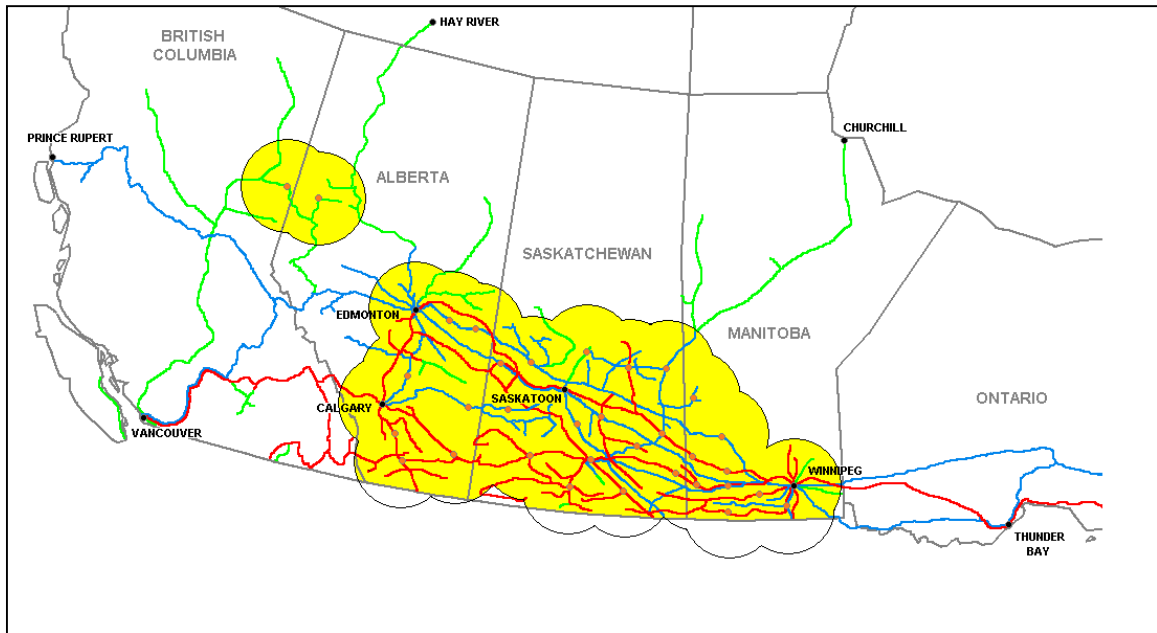 HAY RIVER
BRITISH
COLUMBIA
CHURCHILL
PRINCE RUPERT
ALBERTA
SASKATCHEWAN
EDMONTON
MANITOBA
SASKATOON
ONTARIO
CALGARY
VANCOUVER
WINNIPEG
THUNDER
BAY